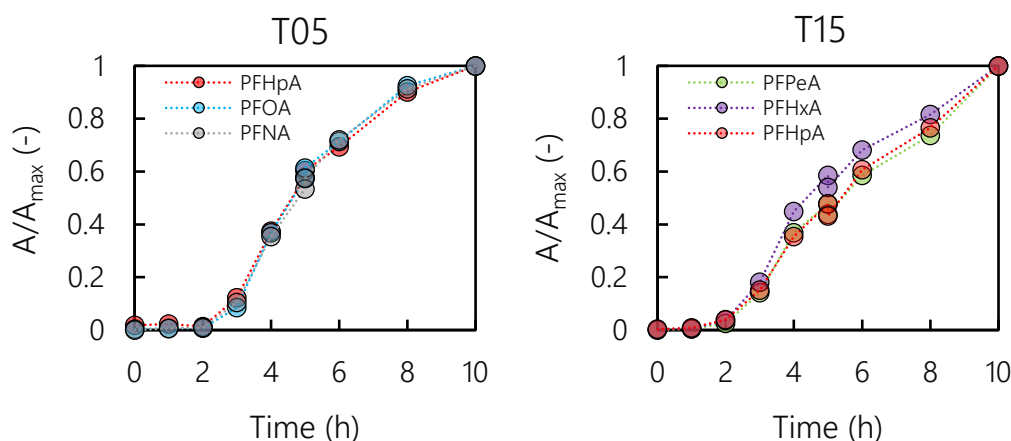 T05
A/Amax (-)
1
0.8
0.6
0.4
0.2
0
PFHpA
PFOA
PFNA
0 2 4 6 8 10
Time (h)
T15
A/Amax (-)
1
0.8
0.6
0.4
0.2
0
PFPeA
PFHxA
PFHpA
0 2 4 6 8 10
Time (h)